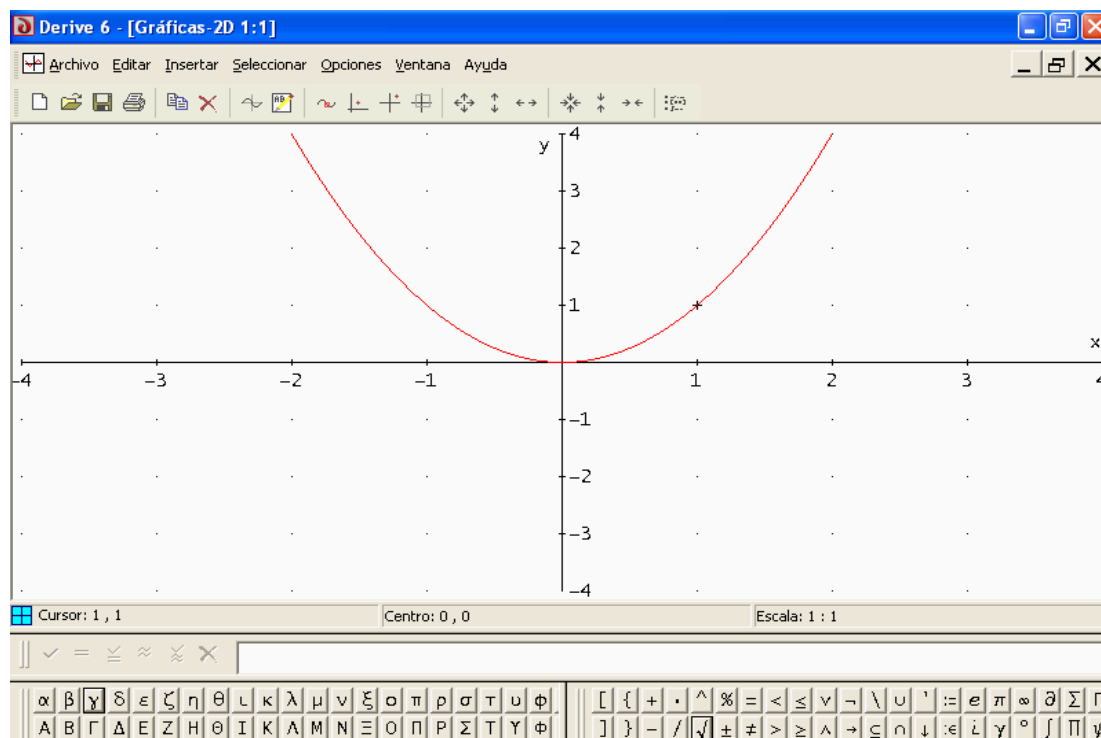 Derive 6 - [Gráficas-2D 1:1]
Archivo Editar Insertar Seleccionar Opciones Ventana Ayuda
y
4
3
2
1
x
-4 -3 -2 -1 1 2 3 4
-1
-2
-3
-4
Cursor: 1 , 1 Centro: 0 , 0 Escala: 1 : 1
α β γ δ ε ζ η θ ι κ λ μ ν ξ ο π ρ σ τ υ φ [ { + · ^ % = < ≤ ∨ ¬ \ ∪ ' := e π ∞ ∂ Σ Γ
Α Β Γ Δ Ε Ζ Η Θ Ι Κ Λ Μ Ν Ξ Ο Π Ρ Σ Τ Υ Φ ] } - / √ ± ≠ > ≥ ∧ → ⊆ ∩ ↓ :∈ i γ ° ∫ Π ψ